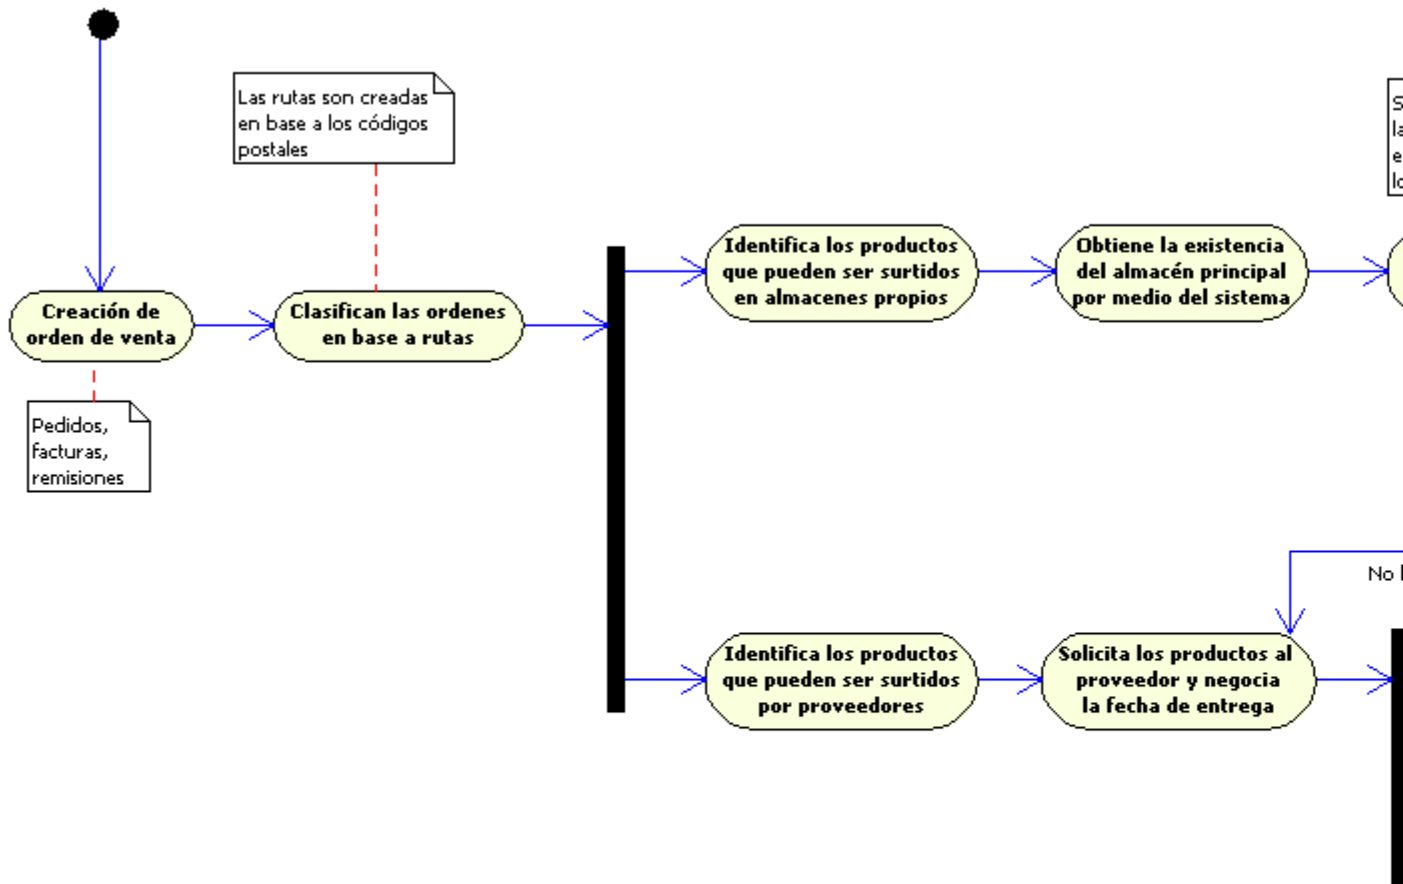 Las rutas son creadas
en base a los códigos
postales
Creación de
orden de venta
Clasifican las ordenes
en base a rutas
Pedidos,
facturas,
remisiones
Identifica los productos
que pueden ser surtidos
en almacenes propios
Obtiene la existencia
del almacén principal
por medio del sistema
Identifica los productos
que pueden ser surtidos
por proveedores
Solicita los productos al
proveedor y negocia
la fecha de entrega
No